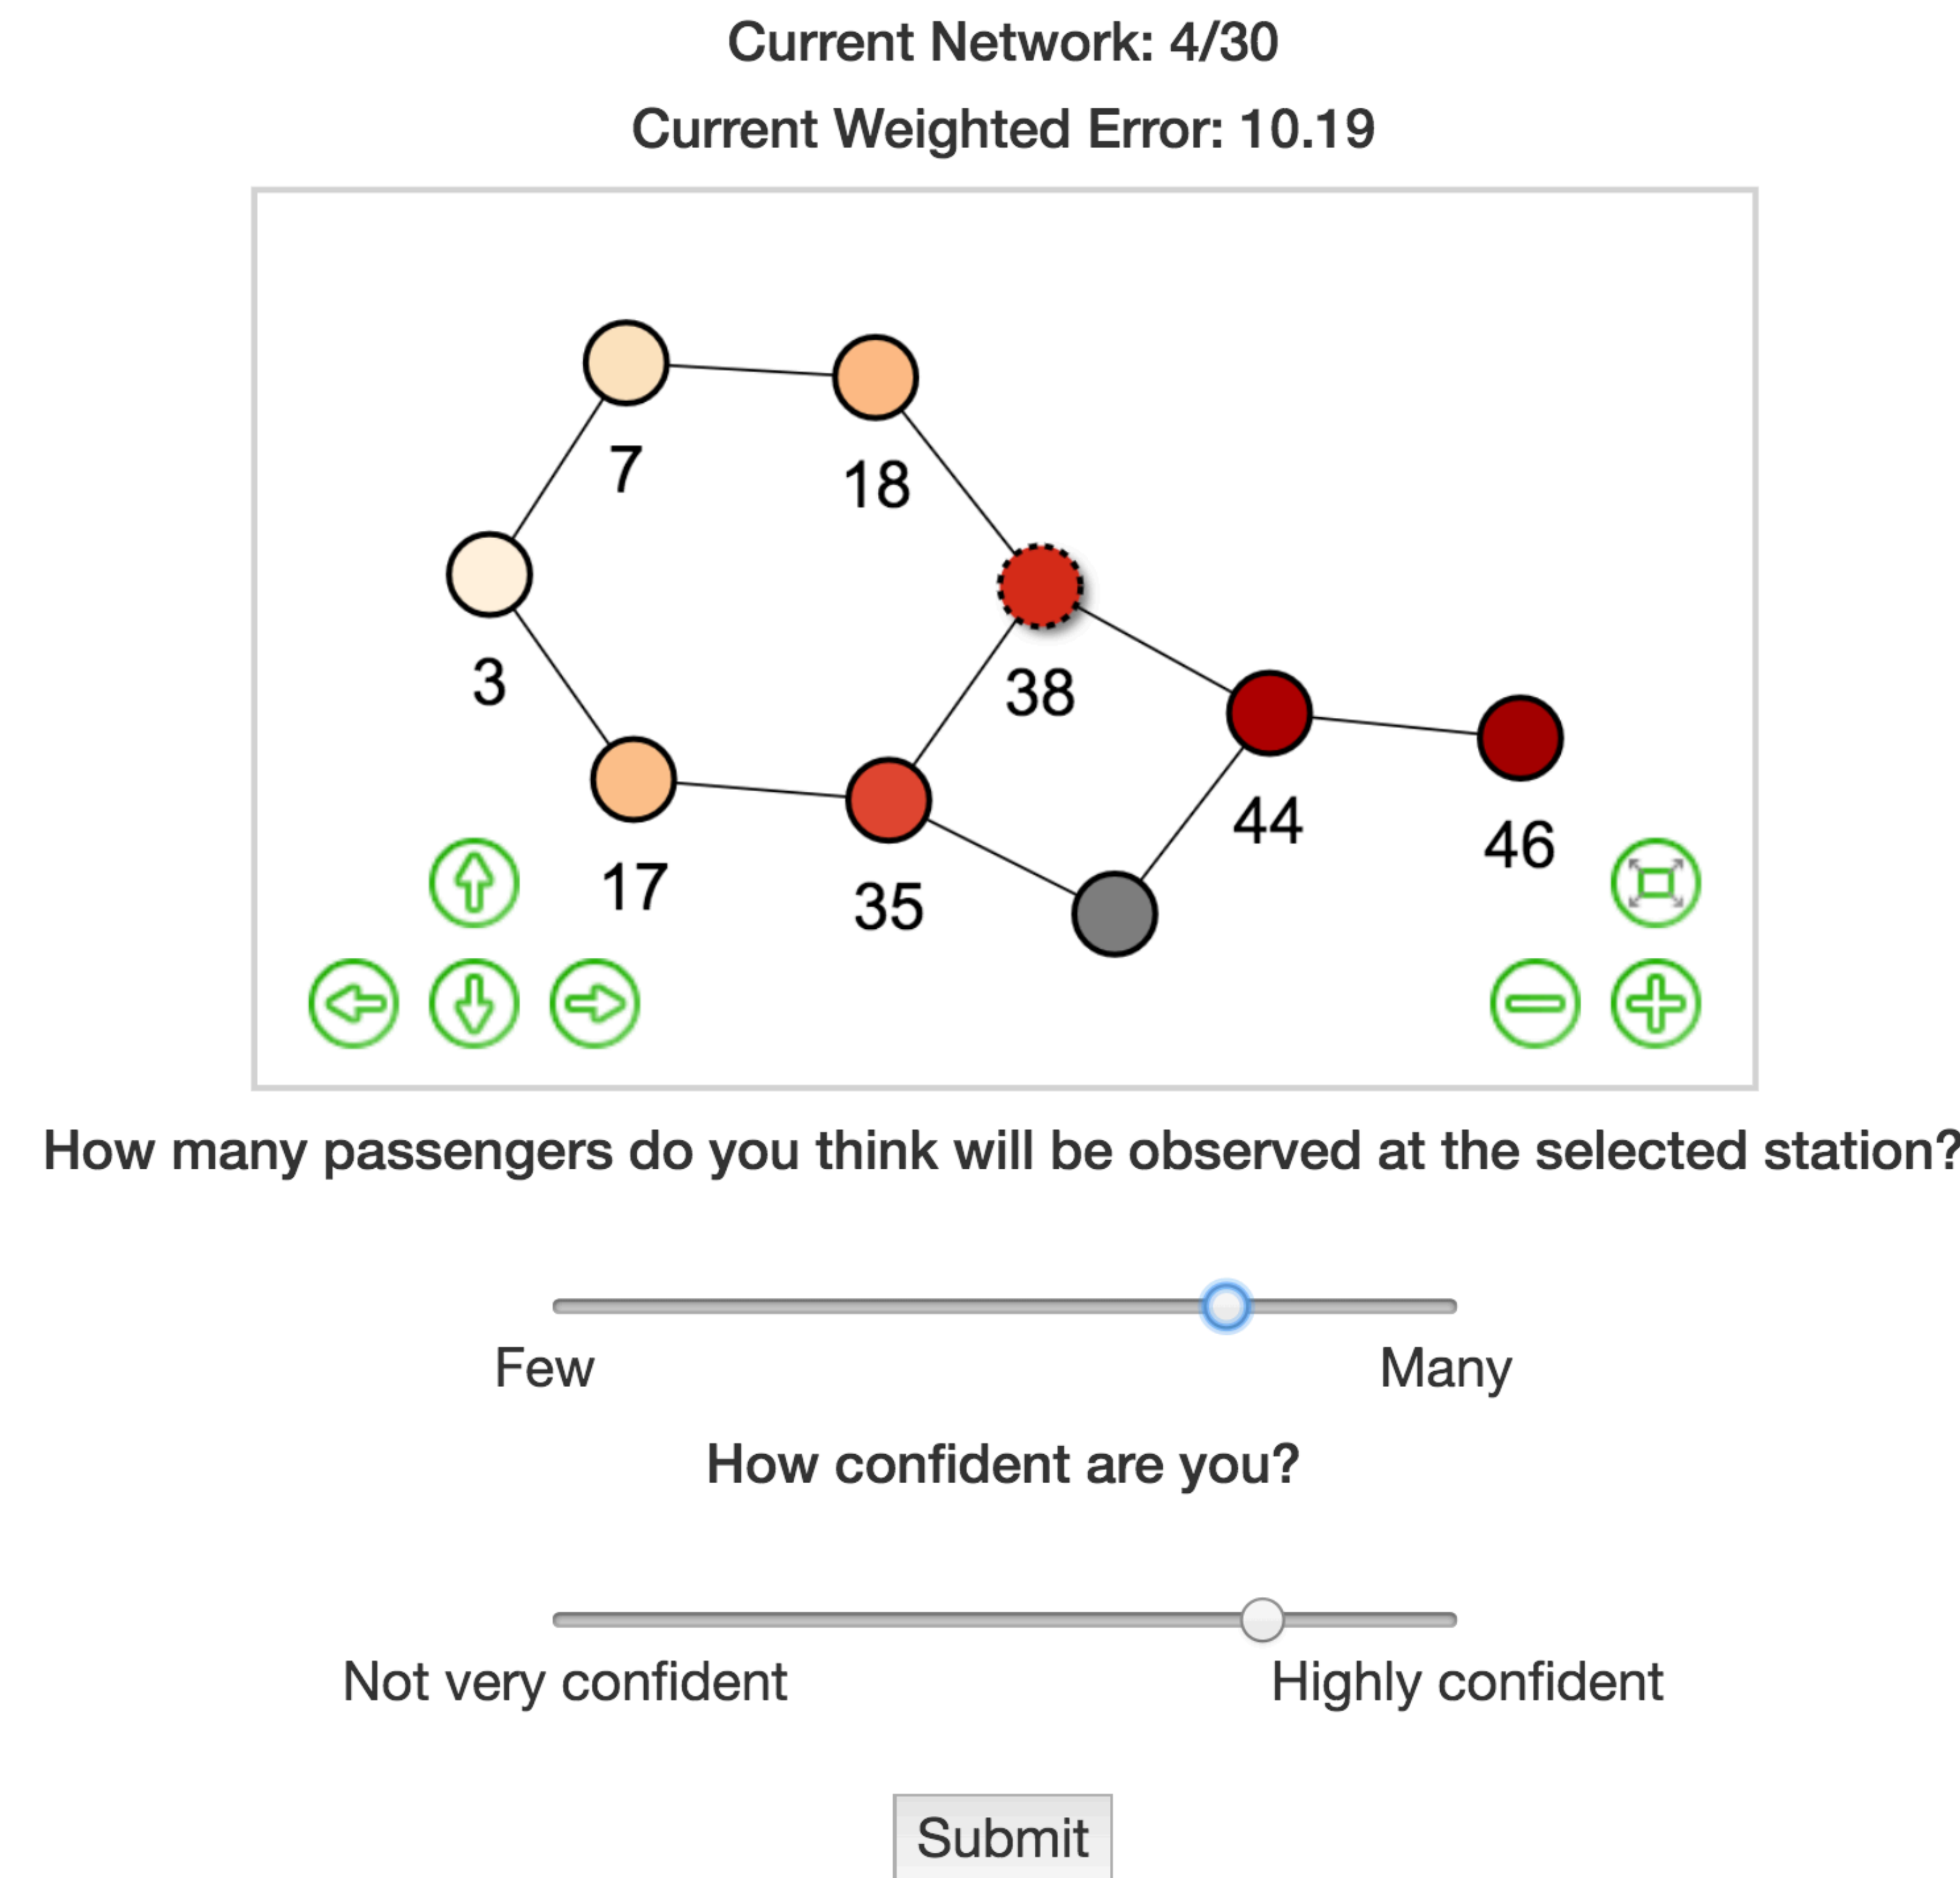 Current Network: 4/30
Current Weighted Error: 10.19
7
18
3
38
17
35
44
46
How many passengers do you think will be observed at the selected station?
Few
Many
How confident are you?
Not very confident
Highly confident
Submit